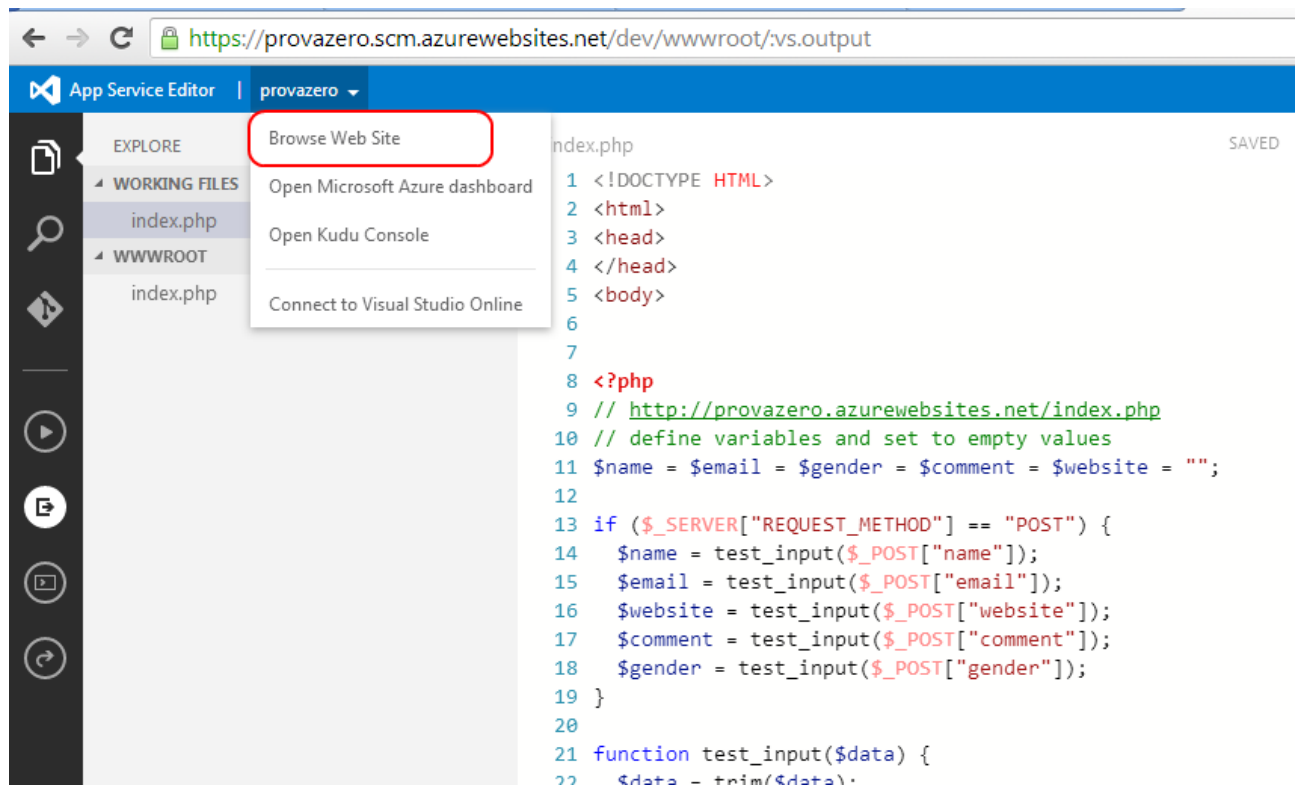 https://provazero.scm.azurewebsites.net/dev/wwwroot/:vs.output
App Service Editor | provazero
EXPLORE
WORKING FILES
index.php
WWWROOT
index.php
Browse Web Site
Open Microsoft Azure dashboard
Open Kudu Console
Connect to Visual Studio Online
ndex.php
SAVED
1 <!DOCTYPE HTML>
2 <html>
3 <head>
4 </head>
5 <body>
6
7
8 <?php
9 // http://provazero.azurewebsites.net/index.php
10 // define variables and set to empty values
11 $name = $email = $gender = $comment = $website = "";
12
13 if ($_SERVER["REQUEST_METHOD"] == "POST") {
14 $name = test_input($_POST["name"]);
15 $email = test_input($_POST["email"]);
16 $website = test_input($_POST["website"]);
17 $comment = test_input($_POST["comment"]);
18 $gender = test_input($_POST["gender"]);
19 }
20
21 function test_input($data) {
22 $data = trim($data);